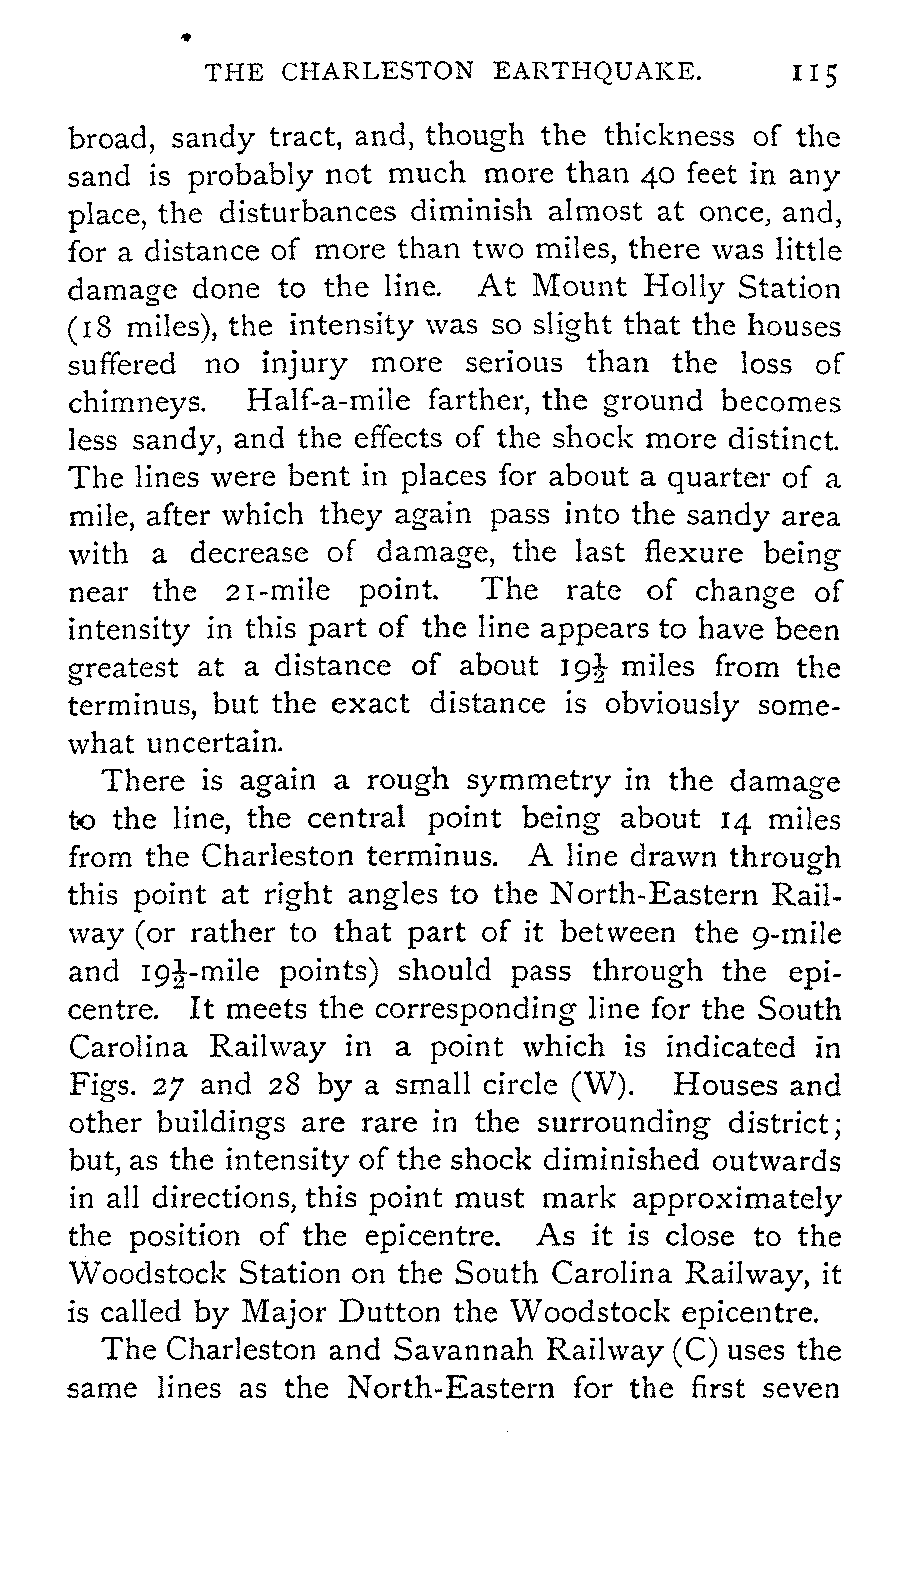 THE CHARLESTON EARTHQUAKE. 115
broad, sandy tract, and, though the thickness of the
sand is probably not much more than 40 feet in any
place, the disturbances diminish almost at once, and,
for a distance of more than two miles, there was little
damage done to the line. At Mount Holly Station
(18 miles), the intensity was so slight that the houses
suffered no injury more serious than the loss of
chimneys. Half-a-mile farther, the ground becomes
less sandy, and the effects of the shock more distinct.
The lines were bent in places for about a quarter of a
mile, after which they again pass into the sandy area
with a decrease of damage, the last flexure being
near the 21-mile point. The rate of change of
intensity in this part of the line appears to have been
greatest at a distance of about 19½ miles from the
terminus, but the exact distance is obviously some-
what uncertain.
There is again a rough symmetry in the damage
to the line, the central point being about 14 miles
from the Charleston terminus. A line drawn through
this point at right angles to the North-Eastern Rail-
way (or rather to that part of it between the 9-mile
and 19½-mile points) should pass through the epi-
centre. It meets the corresponding line for the South
Carolina Railway in a point which is indicated in
Figs. 27 and 28 by a small circle (W). Houses and
other buildings are rare in the surrounding district;
but, as the intensity of the shock diminished outwards
in all directions, this point must mark approximately
the position of the epicentre. As it is close to the
Woodstock Station on the South Carolina Railway, it
is called by Major Dutton the Woodstock epicentre.
The Charleston and Savannah Railway (C) uses the
same lines as the North-Eastern for the first seven